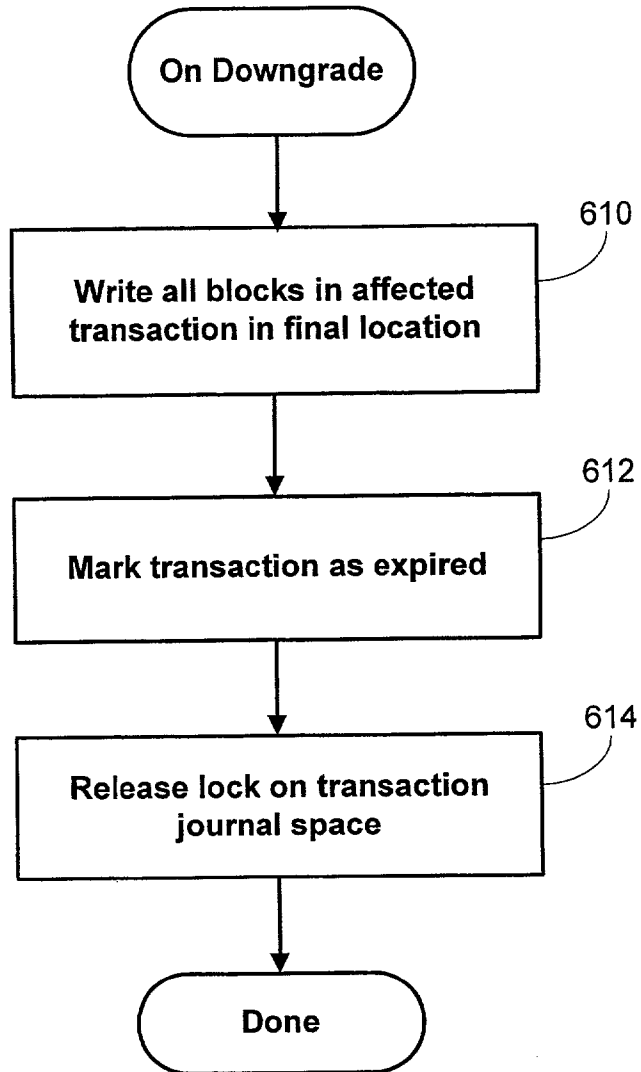 On Downgrade
610
Write all blocks in affected
transaction in final location
612
Mark transaction as expired
614
Release lock on transaction
journal space
Done